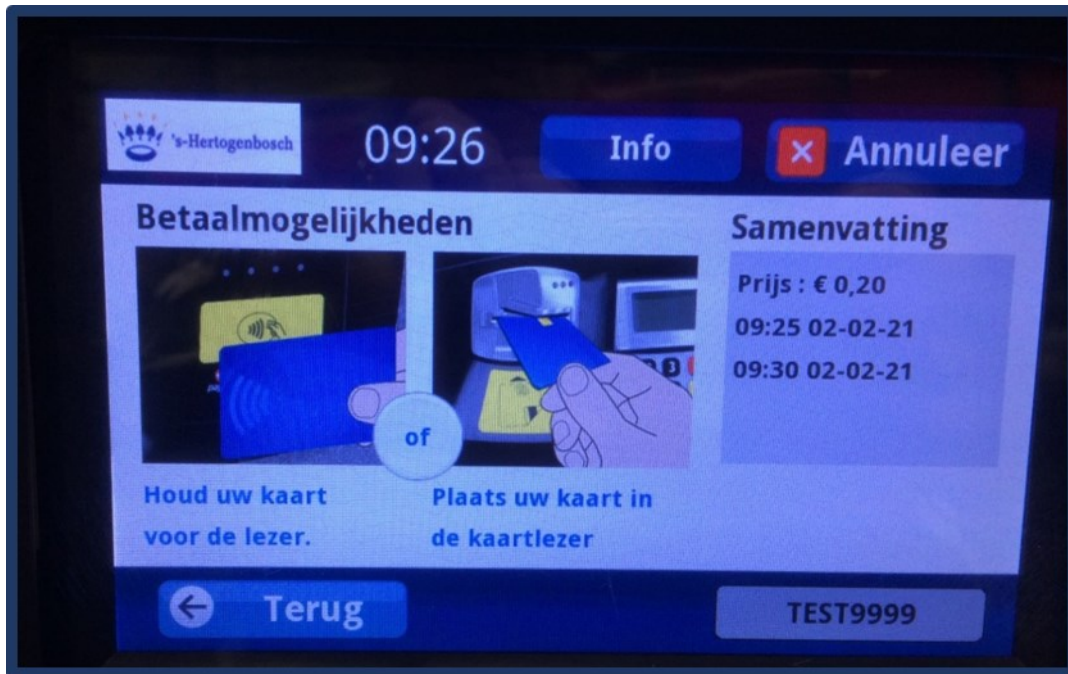 's-Hertogenbosch
09:26
Info
Annuleer
Betaalmogelijkheden
Samenvatting
Prijs : € 0,20
09:25 02-02-21
09:30 02-02-21
of
Houd uw kaart
voor de lezer.
Plaats uw kaart in
de kaartlezer
Terug
TEST9999